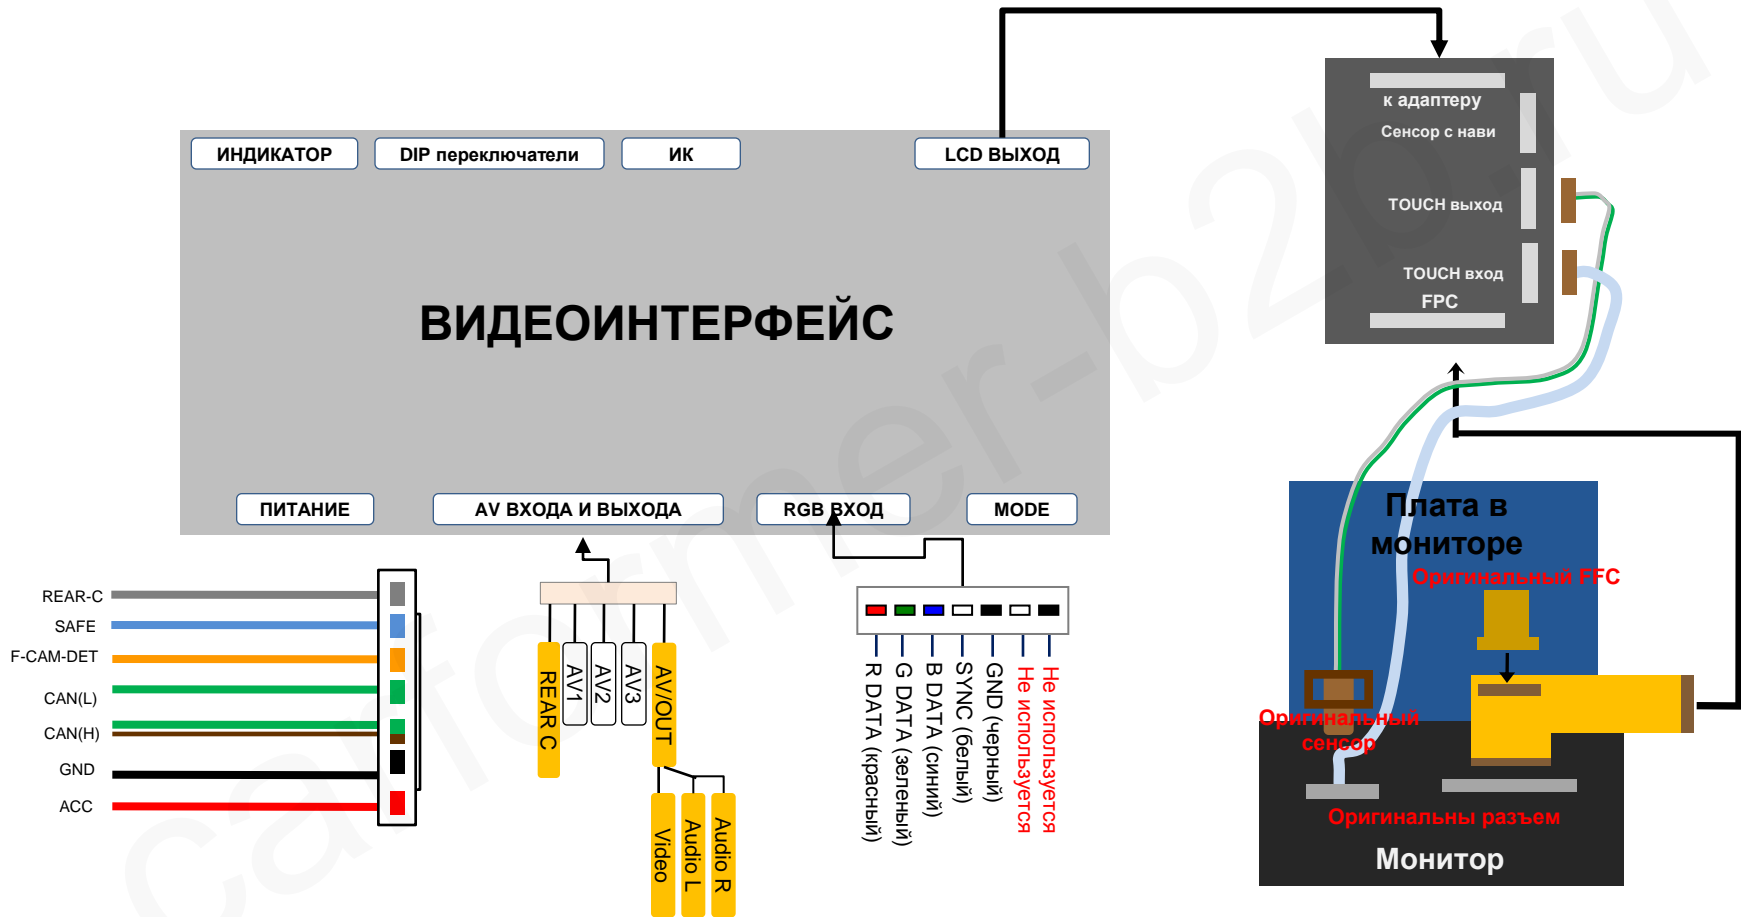 к адаптеру
Сенсор с нави
ИНДИКАТОР
DIP переключатели
ИК
LCD ВЫХОД
TOUCH выход
TOUCH вход
FPC
ВИДЕОИНТЕРФЕЙС
ПИТАНИЕ
AV ВХОДА И ВЫХОДА
RGB ВХОД
MODE
Плата в
мониторе
Оригинальный FFC
REAR-C
SAFE
F-CAM-DET
CAN(L)
CAN(H)
GND
ACC
REAR C
AV1
AV2
AV3
AV/OUT
Video
Audio L
Audio R
R DATA (красный)
G DATA (зеленый)
B DATA (синий)
SYNC (белый)
GND (черный)
Не используется
Не используется
Оригинальный
сенсор
Оригинальны разъем
Монитор
carformer-b2b.ru